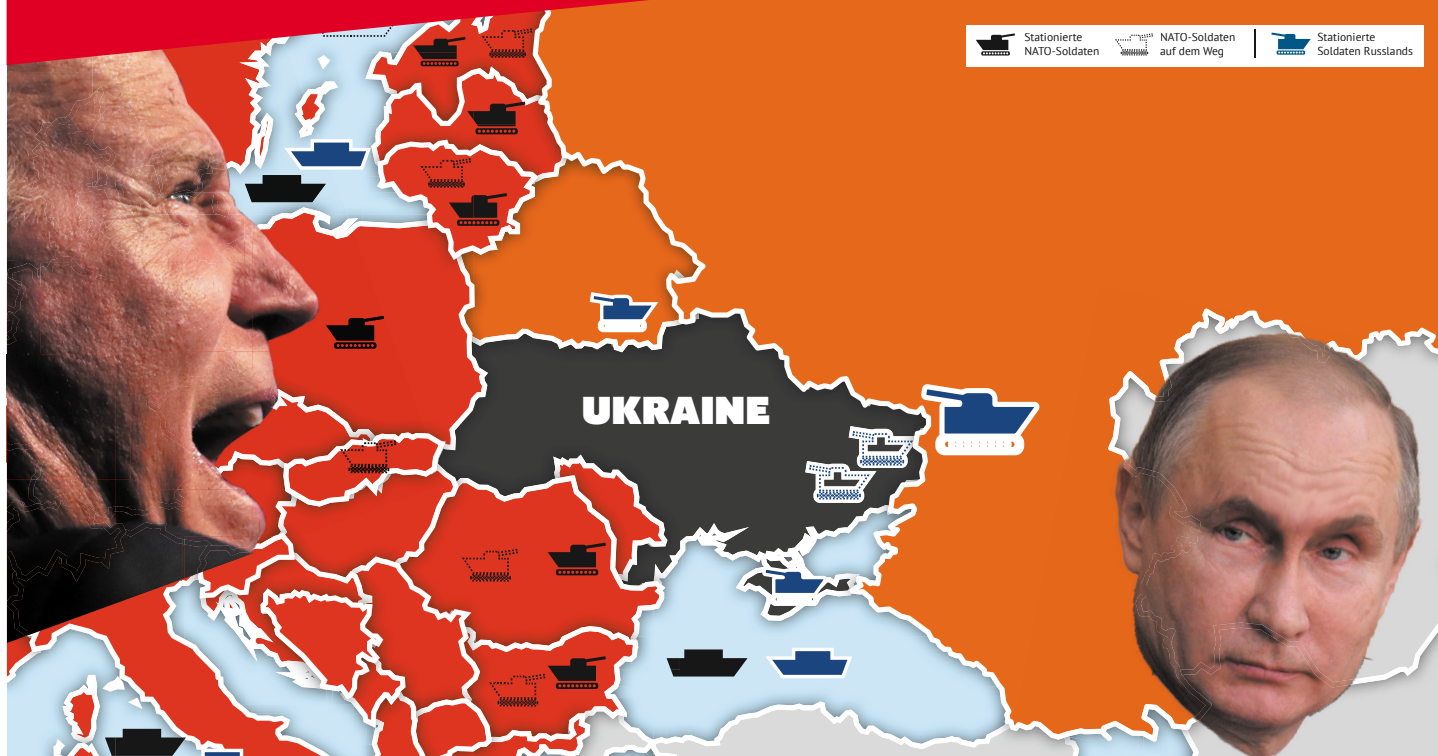 Stationierte
NATO-Soldaten
NATO-Soldaten
auf dem Weg
Stationierte
Soldaten Russlands
UKRAINE